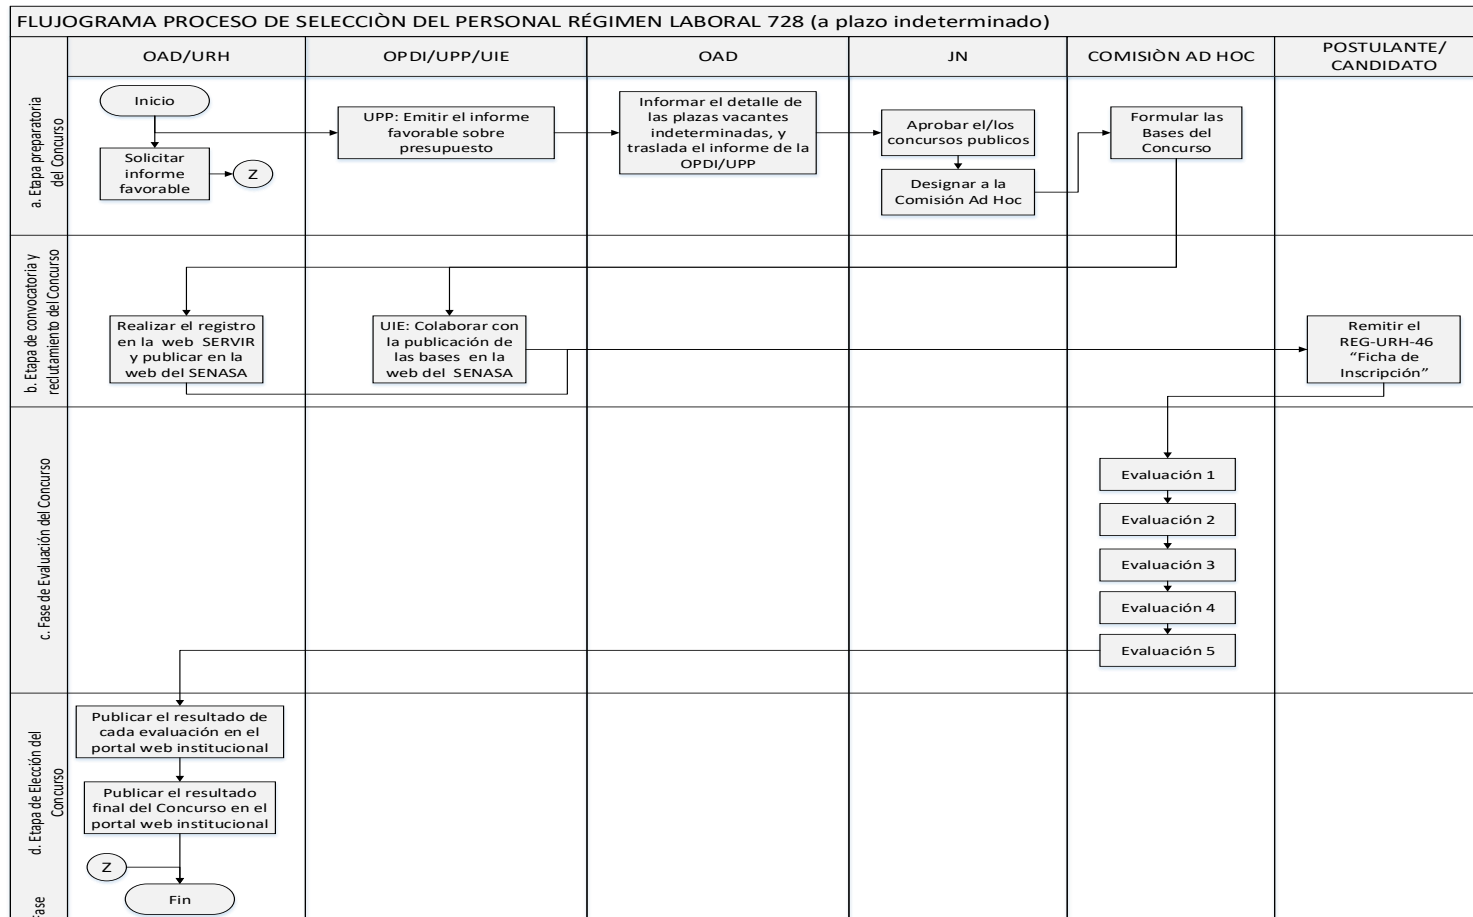 FLUJOGRAMA PROCESO DE SELECCIÒN DEL PERSONAL RÉGIMEN LABORAL 728 (a plazo indeterminado)
OAD/URH
OPDI/UPP/UIE
OAD
JN
COMISIÒN AD HOC
POSTULANTE/
CANDIDATO
a. Etapa preparatoria
del Concurso
Inicio
Solicitar
informe
favorable
Z
UPP: Emitir el informe
favorable sobre
presupuesto
Informar el detalle de
las plazas vacantes
indeterminadas, y
traslada el informe de la
OPDI/UPP
Aprobar el/los
concursos publicos
Designar a la
Comisión Ad Hoc
Formular las
Bases del
Concurso
b. Etapa de convocatoria y
reclutamiento del Concurso
Realizar el registro
en la web SERVIR
y publicar en la
web del SENASA
UIE: Colaborar con
la publicación de
las bases en la
web del SENASA
Remitir el
REG-URH-46
“Ficha de
Inscripción”
c. Fase de Evaluación del Concurso
Evaluación 1
Evaluación 2
Evaluación 3
Evaluación 4
Evaluación 5
d. Etapa de Elección del
Concurso
Publicar el resultado de
cada evaluación en el
portal web institucional
Publicar el resultado
final del Concurso en el
portal web institucional
Z
Fin
ase